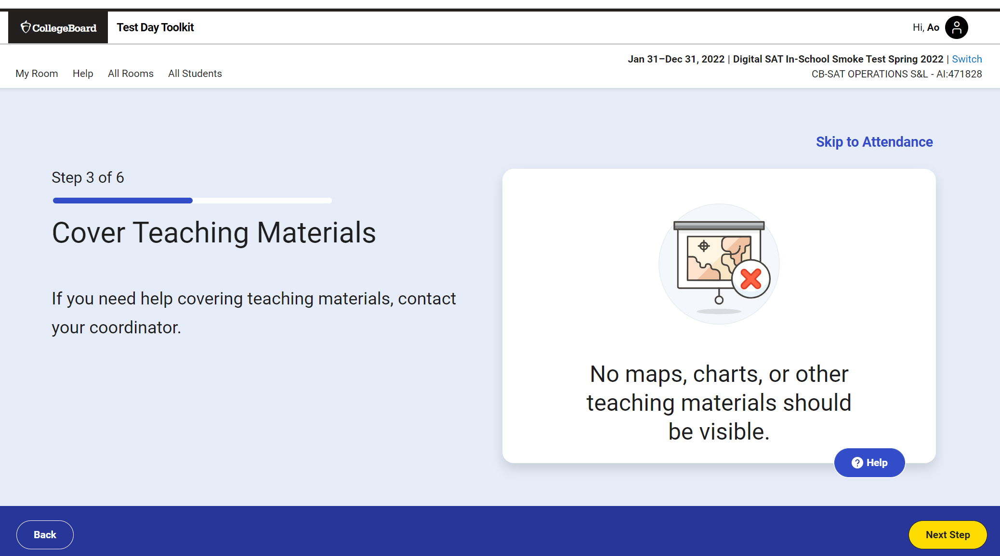 CollegeBoard
Test Day Toolkit
Hi, Ao
Jan 31–Dec 31, 2022 | Digital SAT In-School Smoke Test Spring 2022 | Switch
My Room Help All Rooms All Students
CB-SAT OPERATIONS S&L - AI:471828
Skip to Attendance
Step 3 of 6
Cover Teaching Materials
If you need help covering teaching materials, contact
your coordinator.
No maps, charts, or other
teaching materials should
be visible.
? Help
Back
Next Step